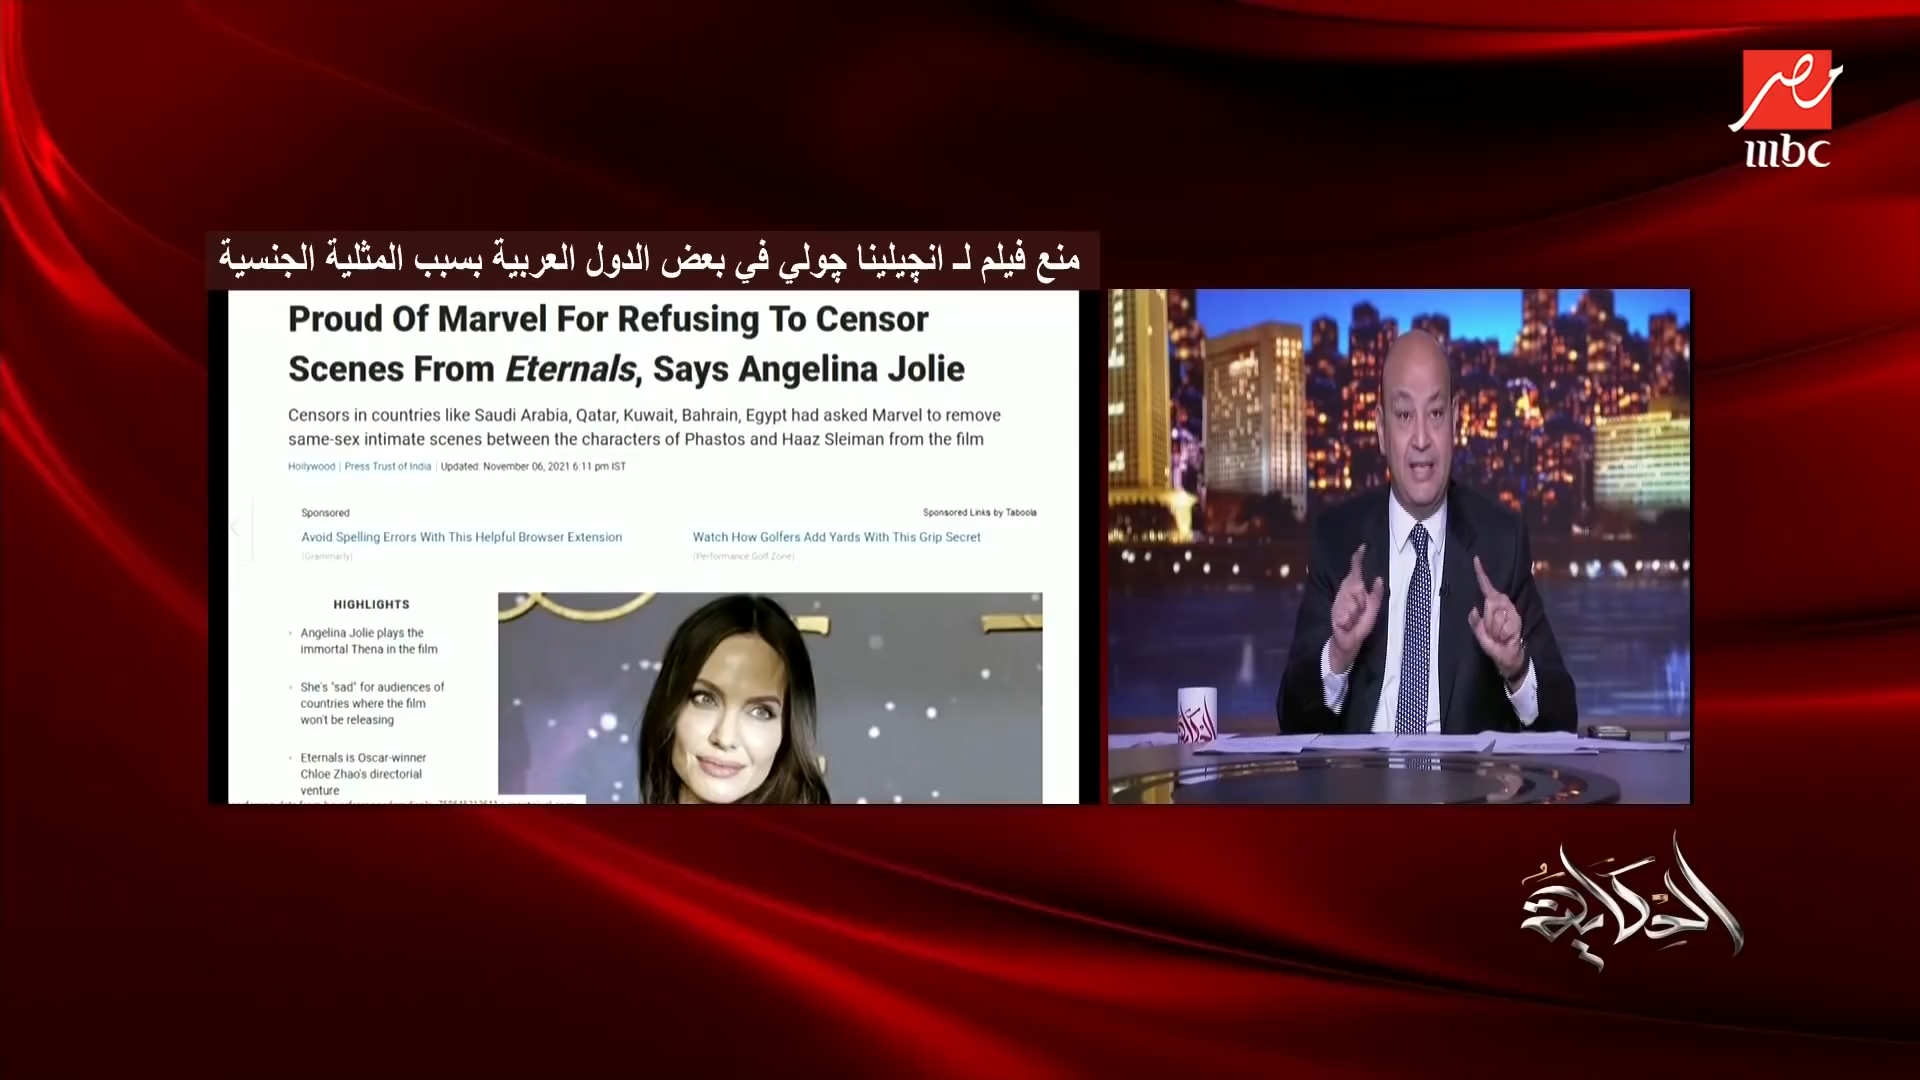 مصر
mbc
منع فيلم لـ انچيلينا چولي في بعض الدول العربية بسبب المثلية الجنسية
Proud Of Marvel For Refusing To Censor
Scenes From Eternals, Says Angelina Jolie
Censors in countries like Saudi Arabia, Qatar, Kuwait, Bahrain, Egypt had asked Marvel to remove
same-sex intimate scenes between the characters of Phastos and Haaz Sleiman from the film
Hollywood | Press Trust of India | Updated: November 06, 2021 6:11 pm IST
Sponsored
Sponsored Links by Taboola
Avoid Spelling Errors With This Helpful Browser Extension
(Grammarly)
Watch How Golfers Add Yards With This Grip Secret
(Performance Golf Zone)
HIGHLIGHTS
Angelina Jolie plays the
immortal Thena in the film
She's "sad" for audiences of
countries where the film
won't be releasing
Eternals is Oscar-winner
Chloe Zhao's directorial
venture
الحكاية
الحكاية